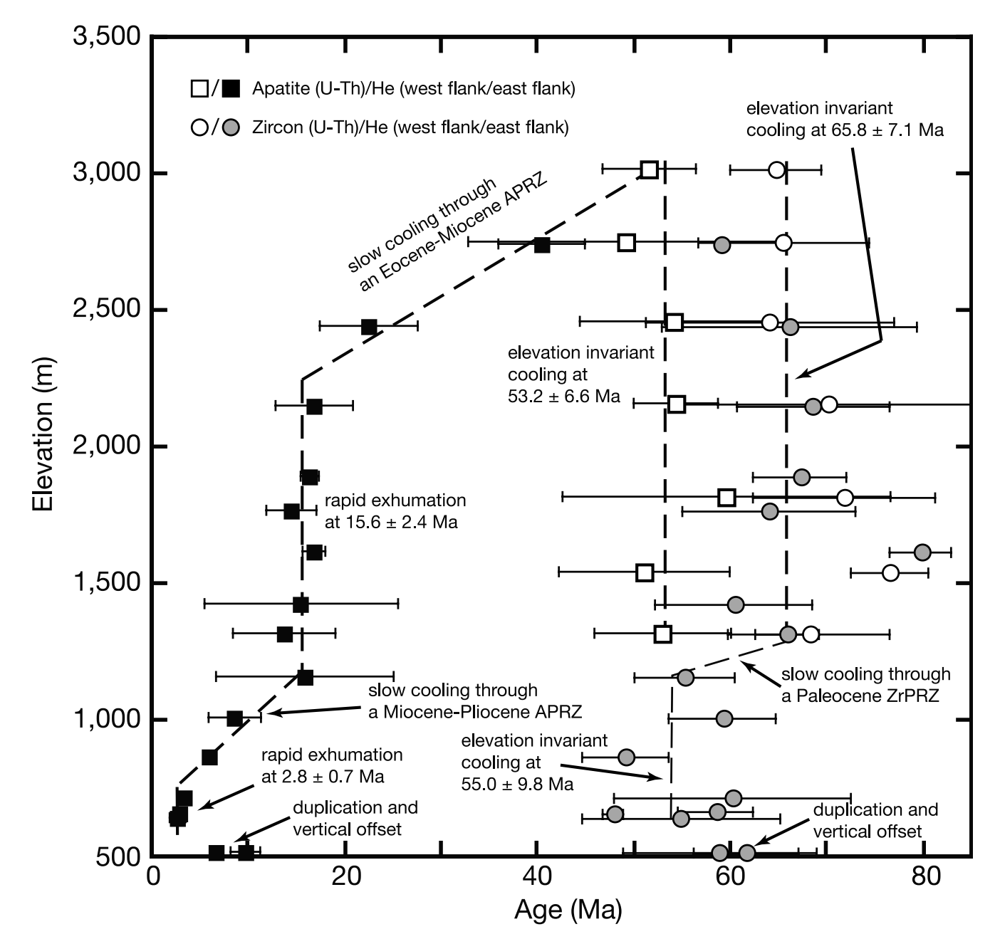 3,500
3,000
2,500
2,000
1,500
1,000
500
Elevation (m)
/ Apatite (U-Th)/He (west flank/east flank)
/ Zircon (U-Th)/He (west flank/east flank)
elevation invariant
cooling at 65.8 ± 7.1 Ma
slow cooling through
an Eocene-Miocene APRZ
elevation invariant
cooling at
53.2 ± 6.6 Ma
rapid exhumation
at 15.6 ± 2.4 Ma
slow cooling through
a Miocene-Pliocene APRZ
slow cooling through
a Paleocene ZrPRZ
rapid exhumation
at 2.8 ± 0.7 Ma
elevation invariant
cooling at
55.0 ± 9.8 Ma
duplication and
vertical offset
duplication and
vertical offset
0 20 40 60 80
Age (Ma)